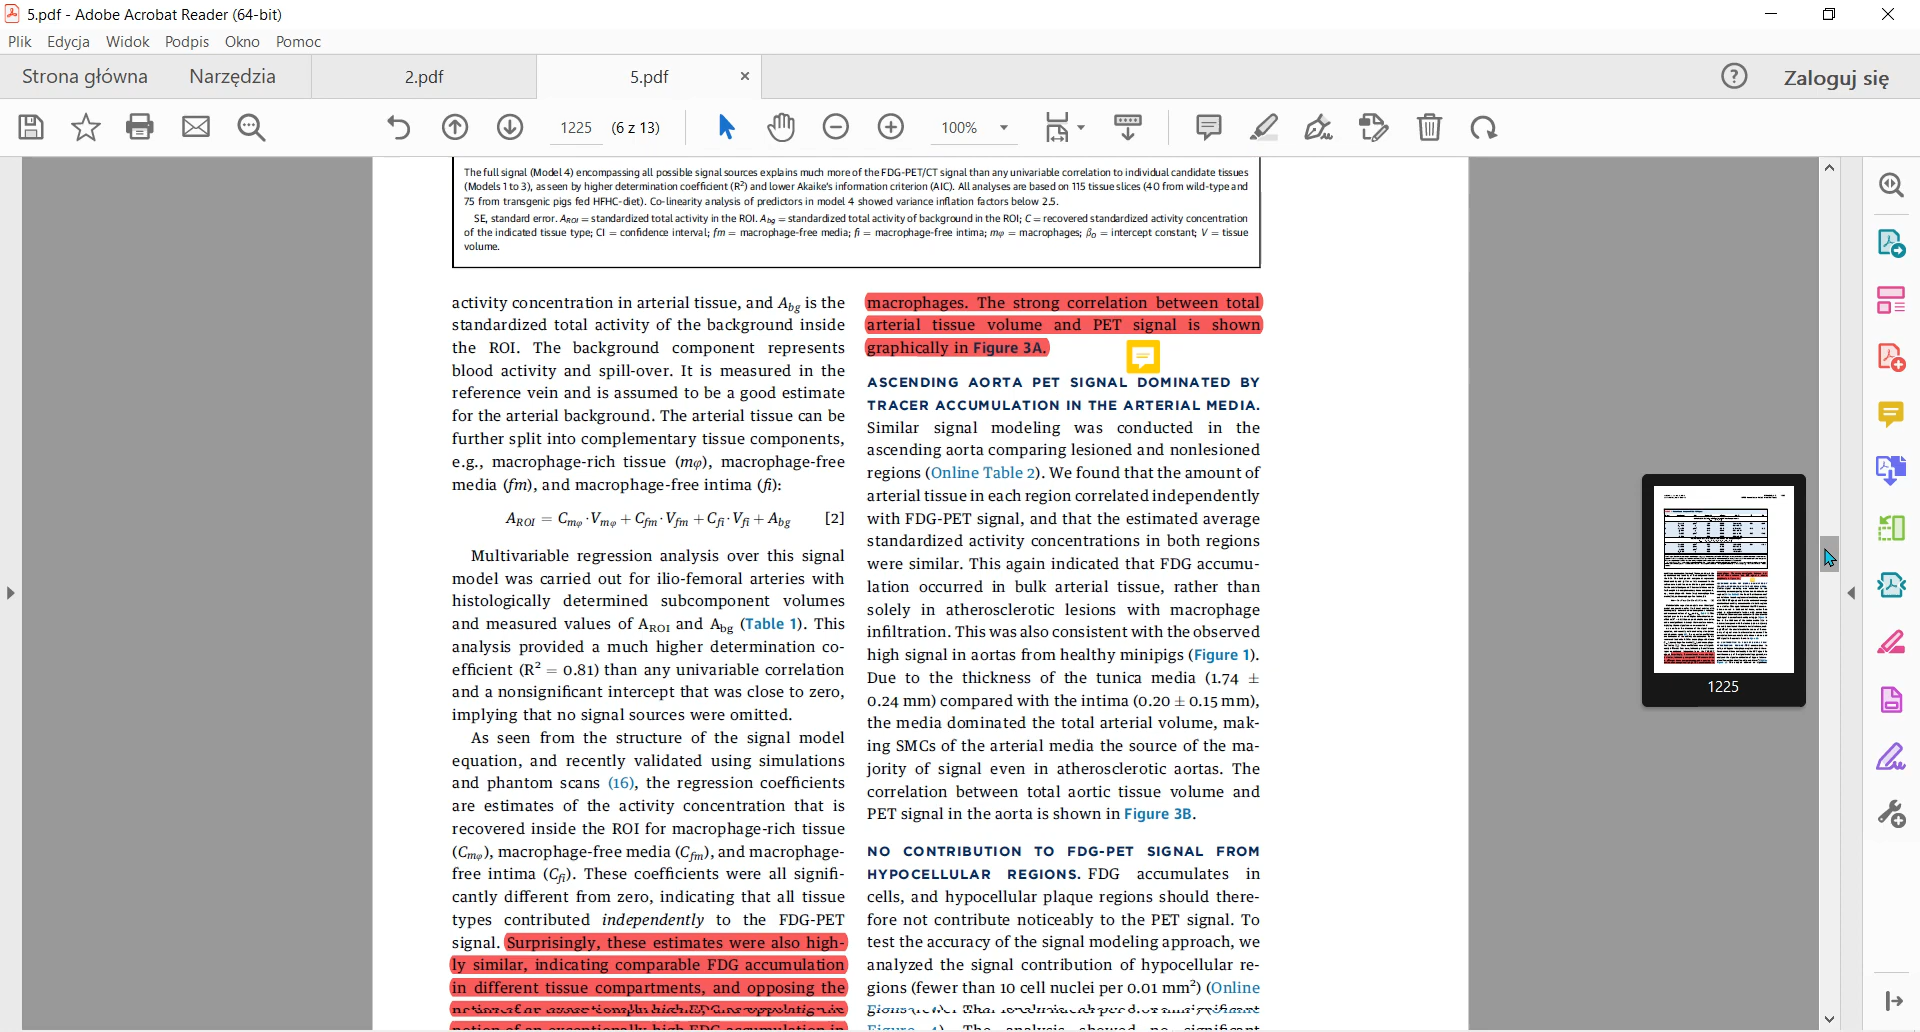 5.pdf - Adobe Acrobat Reader (64-bit)
Plik Edycja Widok Podpis Okno Pomoc
Strona główna Narzędzia 2.pdf 5.pdf Zaloguj się
1225 (6 z 13) 100%
The full signal (Model 4) encompassing all possible signal sources explains much more of the FDG-PET/CT signal than any univariable correlation to individual candidate tissues
(Models 1 to 3), as seen by higher determination coefficient (R²) and lower Akaike's information criterion (AIC). All analyses are based on 115 tissue slices (40 from wild-type and
75 from transgenic pigs fed HFHC-diet). Co-linearity analysis of predictors in model 4 showed variance inflation factors below 2.5.
SE, standard error. AROI = standardized total activity in the ROI. Abg = standardized total activity of background in the ROI; C = recovered standardized activity concentration
of the indicated tissue type; CI = confidence interval; fm = macrophage-free media; fi = macrophage-free intima; mφ = macrophages; β0 = intercept constant; V = tissue
volume.
activity concentration in arterial tissue, and Abg is the
standardized total activity of the background inside
the ROI. The background component represents
blood activity and spill-over. It is measured in the
reference vein and is assumed to be a good estimate
for the arterial background. The arterial tissue can be
further split into complementary tissue components,
e.g., macrophage-rich tissue (mφ), macrophage-free
media (fm), and macrophage-free intima (fi):
AROI = Cmφ·Vmφ + Cfm·Vfm + Cfi·Vfi + Abg [2]
Multivariable regression analysis over this signal
model was carried out for ilio-femoral arteries with
histologically determined subcomponent volumes
and measured values of AROI and Abg (Table 1). This
analysis provided a much higher determination co-
efficient (R² = 0.81) than any univariable correlation
and a nonsignificant intercept that was close to zero,
implying that no signal sources were omitted.
As seen from the structure of the signal model
equation, and recently validated using simulations
and phantom scans (16), the regression coefficients
are estimates of the activity concentration that is
recovered inside the ROI for macrophage-rich tissue
(Cmφ), macrophage-free media (Cfm), and macrophage-
free intima (Cfi). These coefficients were all signifi-
cantly different from zero, indicating that all tissue
types contributed independently to the FDG-PET
signal. Surprisingly, these estimates were also high-
ly similar, indicating comparable FDG accumulation
in different tissue compartments, and opposing the
macrophages. The strong correlation between total
arterial tissue volume and PET signal is shown
graphically in Figure 3A.
ASCENDING AORTA PET SIGNAL DOMINATED BY
TRACER ACCUMULATION IN THE ARTERIAL MEDIA.
Similar signal modeling was conducted in the
ascending aorta comparing lesioned and nonlesioned
regions (Online Table 2). We found that the amount of
arterial tissue in each region correlated independently
with FDG-PET signal, and that the estimated average
standardized activity concentrations in both regions
were similar. This again indicated that FDG accumu-
lation occurred in bulk arterial tissue, rather than
solely in atherosclerotic lesions with macrophage
infiltration. This was also consistent with the observed
high signal in aortas from healthy minipigs (Figure 1).
Due to the thickness of the tunica media (1.74 ±
0.24 mm) compared with the intima (0.20 ± 0.15 mm),
the media dominated the total arterial volume, mak-
ing SMCs of the arterial media the source of the ma-
jority of signal even in atherosclerotic aortas. The
correlation between total aortic tissue volume and
PET signal in the aorta is shown in Figure 3B.
NO CONTRIBUTION TO FDG-PET SIGNAL FROM
HYPOCELLULAR REGIONS. FDG accumulates in
cells, and hypocellular plaque regions should there-
fore not contribute noticeably to the PET signal. To
test the accuracy of the signal modeling approach, we
analyzed the signal contribution of hypocellular re-
gions (fewer than 10 cell nuclei per 0.01 mm²) (Online
1225